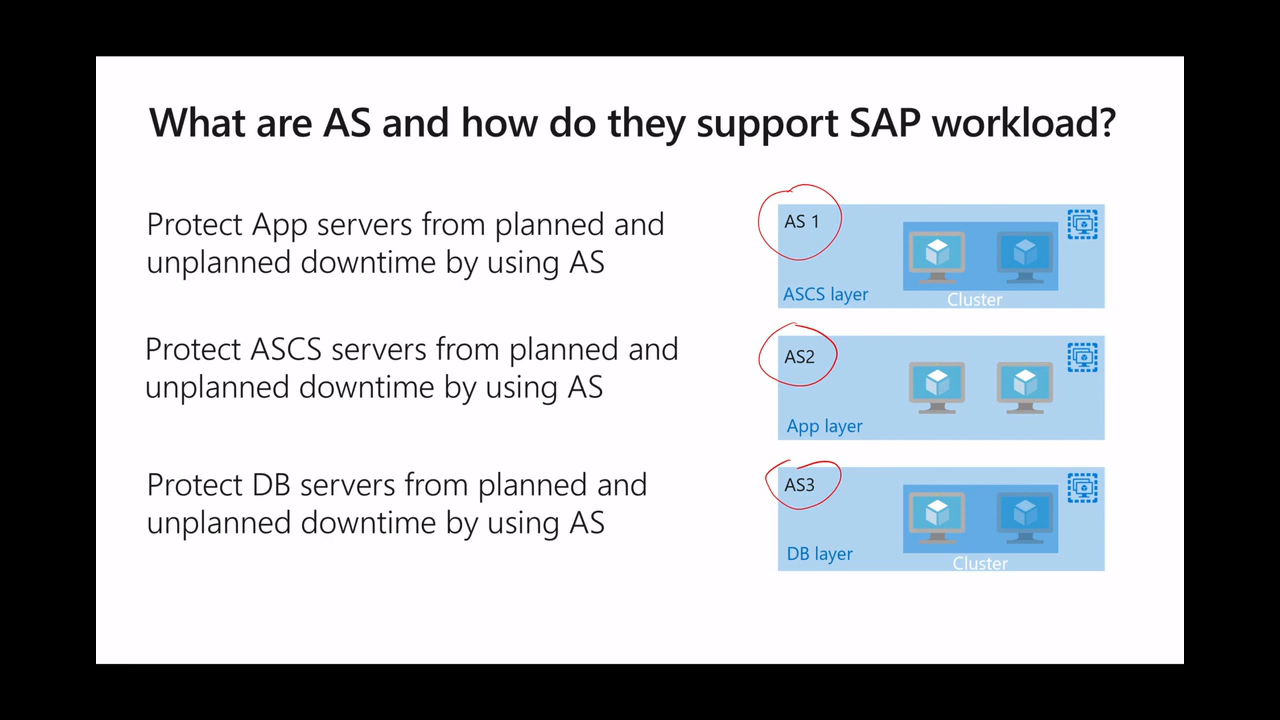 What are AS and how do they support SAP workload?
Protect App servers from planned and
unplanned downtime by using AS
Protect ASCS servers from planned and
unplanned downtime by using AS
Protect DB servers from planned and
unplanned downtime by using AS
AS 1
ASCS layer
Cluster
AS2
App layer
AS3
DB layer
Cluster